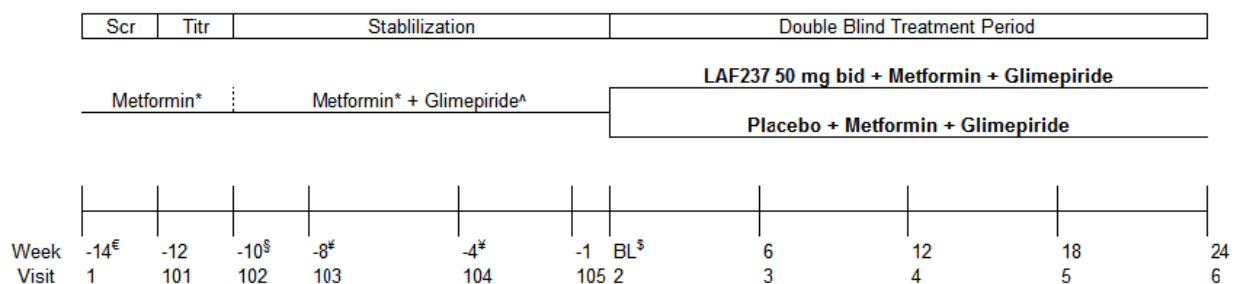 Scr Titr Stablilization Double Blind Treatment Period
LAF237 50 mg bid + Metformin + Glimepiride
Metformin* Metformin* + Glimepiride^
Placebo + Metformin + Glimepiride
Week -14€ -12 -10§ -8¥ -4¥ -1 BL$ 6 12 18 24
Visit 1 101 102 103 104 105 2 3 4 5 6